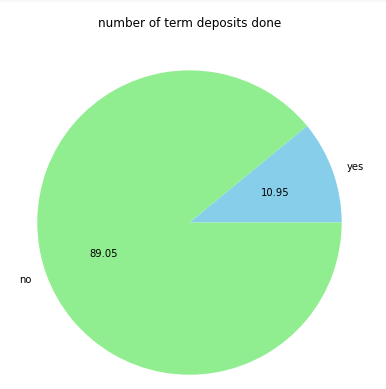 number of term deposits done
yes
10.95
89.05
no